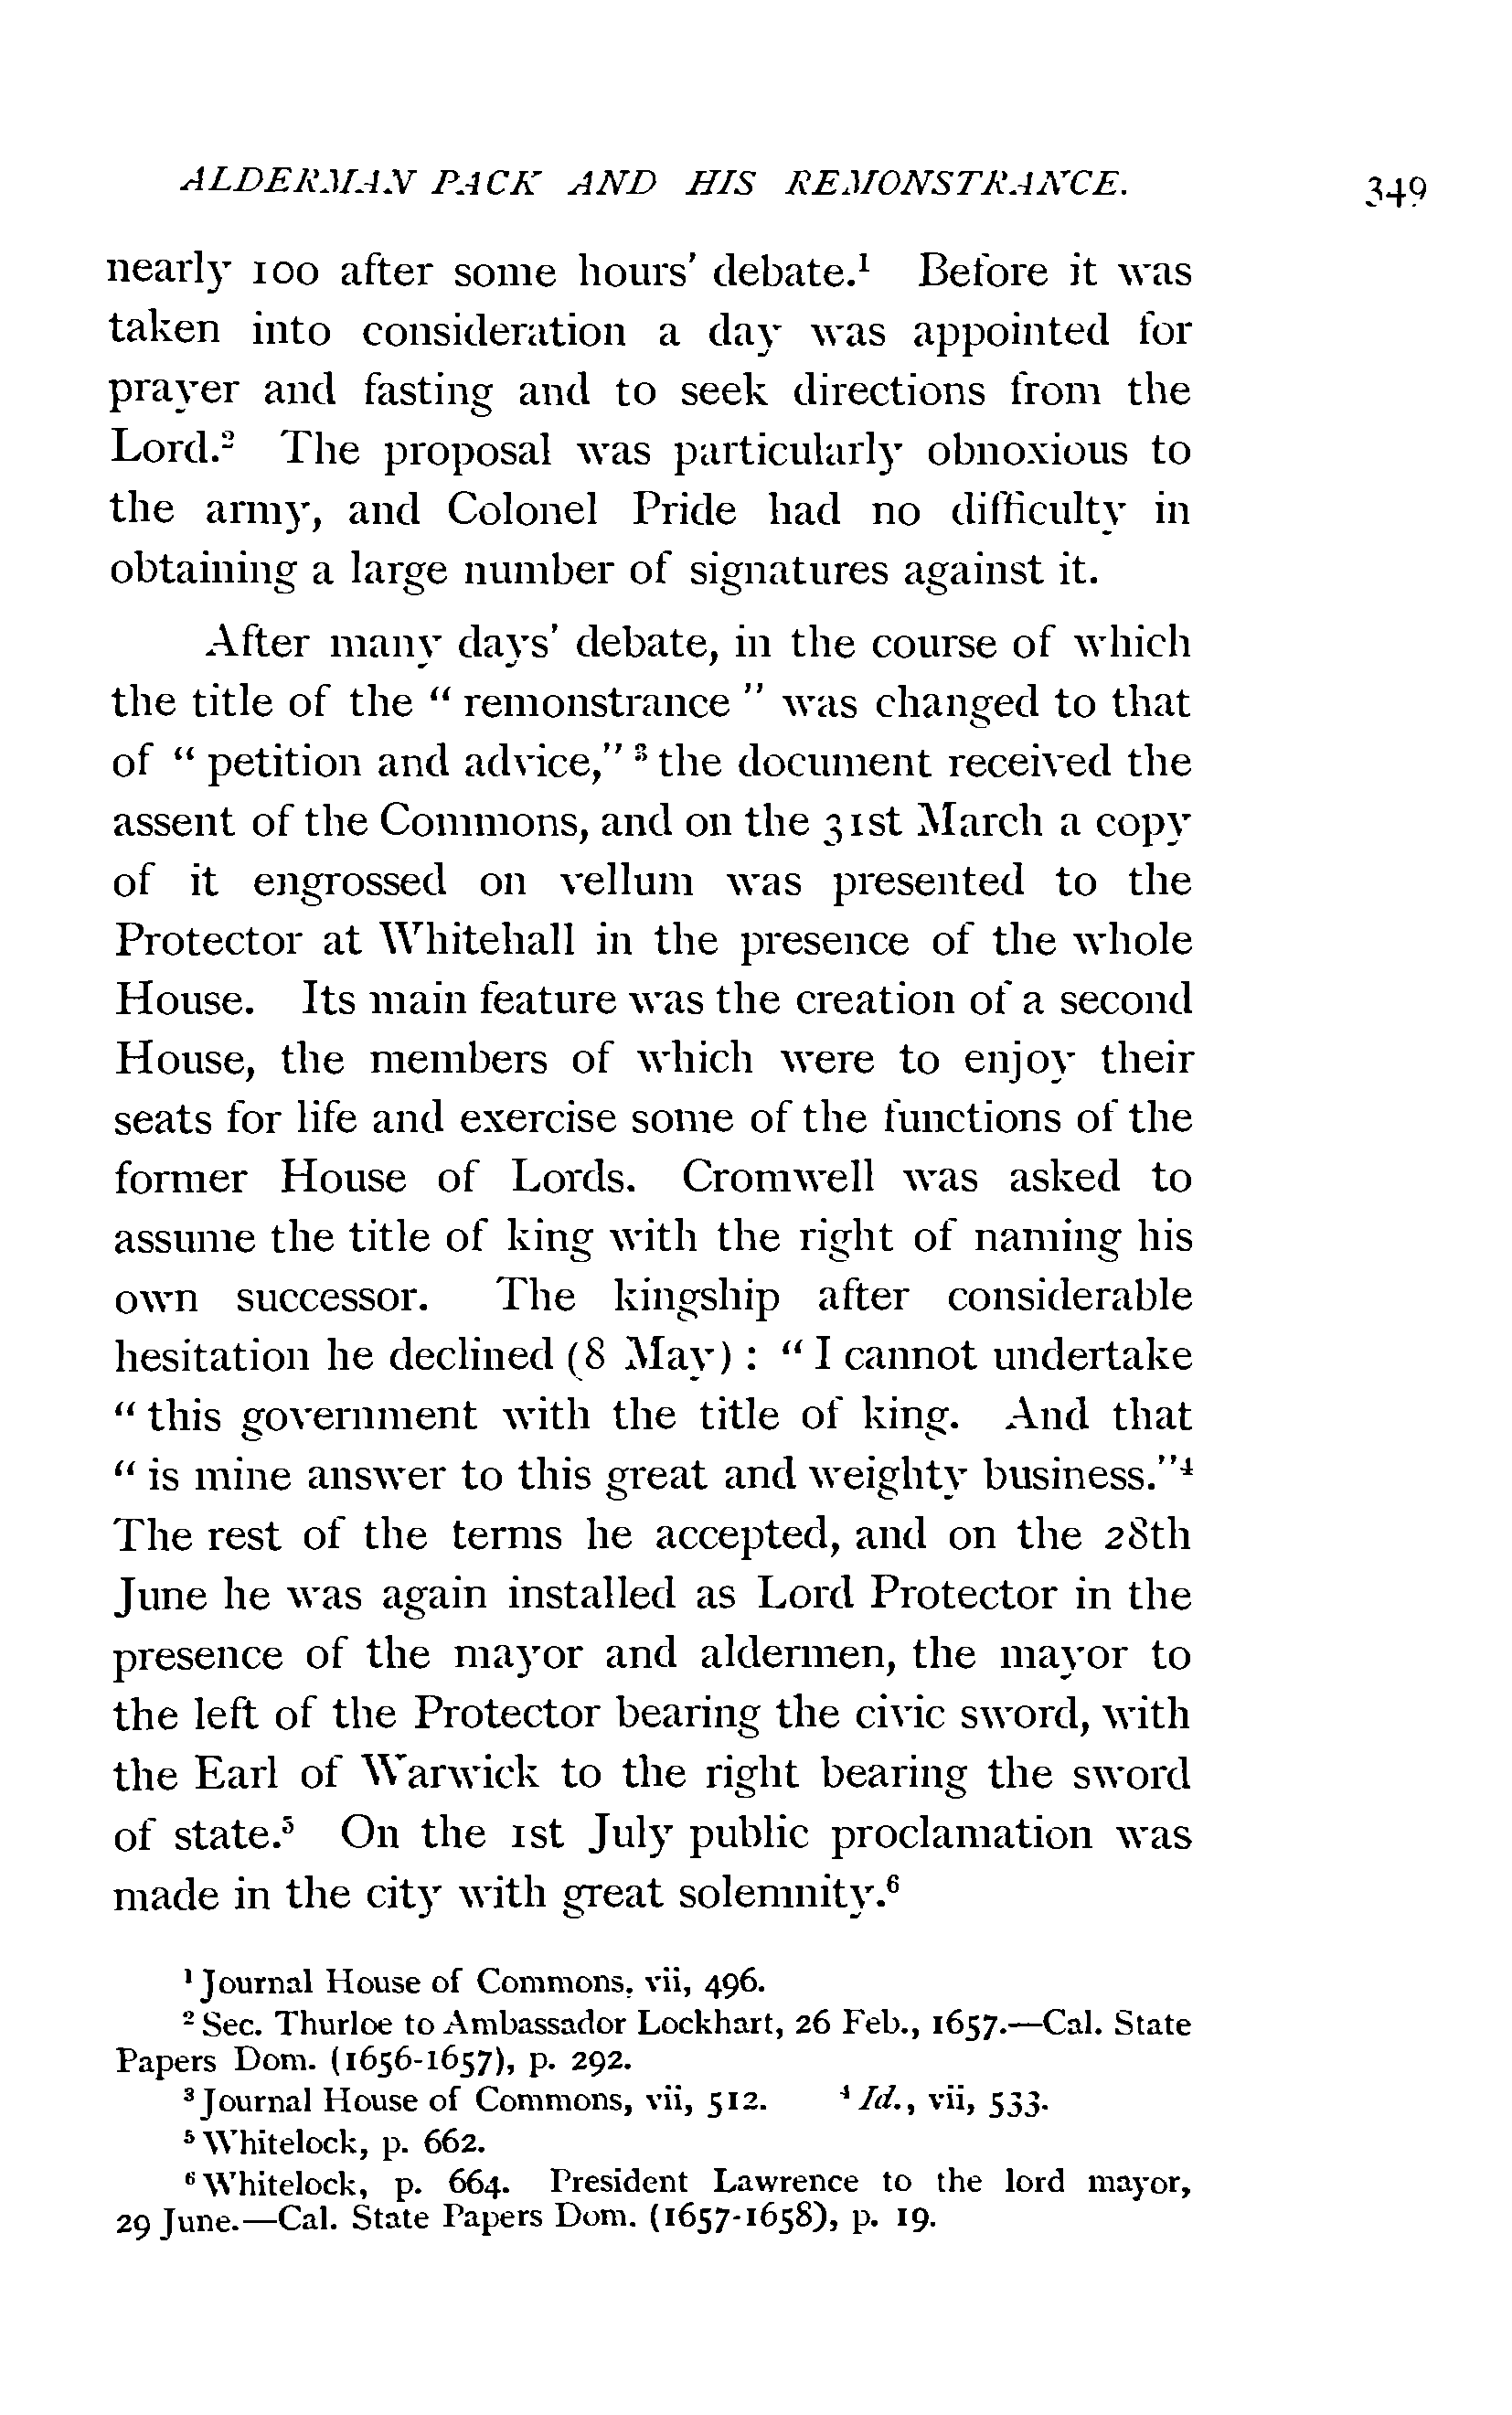 ALDERMAN PACK AND HIS REMONSTRANCE. 349
nearly 100 after some hours' debate.¹ Before it was
taken into consideration a day was appointed for
prayer and fasting and to seek directions from the
Lord.² The proposal was particularly obnoxious to
the army, and Colonel Pride had no difficulty in
obtaining a large number of signatures against it.
After many days' debate, in the course of which
the title of the " remonstrance " was changed to that
of " petition and advice," ³ the document received the
assent of the Commons, and on the 31st March a copy
of it engrossed on vellum was presented to the
Protector at Whitehall in the presence of the whole
House. Its main feature was the creation of a second
House, the members of which were to enjoy their
seats for life and exercise some of the functions of the
former House of Lords. Cromwell was asked to
assume the title of king with the right of naming his
own successor. The kingship after considerable
hesitation he declined (8 May) : " I cannot undertake
" this government with the title of king. And that
" is mine answer to this great and weighty business."⁴
The rest of the terms he accepted, and on the 28th
June he was again installed as Lord Protector in the
presence of the mayor and aldermen, the mayor to
the left of the Protector bearing the civic sword, with
the Earl of Warwick to the right bearing the sword
of state.⁵ On the 1st July public proclamation was
made in the city with great solemnity.⁶
¹ Journal House of Commons, vii, 496.
² Sec. Thurloe to Ambassador Lockhart, 26 Feb., 1657.—Cal. State
Papers Dom. (1656-1657), p. 292.
³ Journal House of Commons, vii, 512. ⁴ Id., vii, 533.
⁵ Whitelock, p. 662.
⁶ Whitelock, p. 664. President Lawrence to the lord mayor,
29 June.—Cal. State Papers Dom. (1657-1658), p. 19.